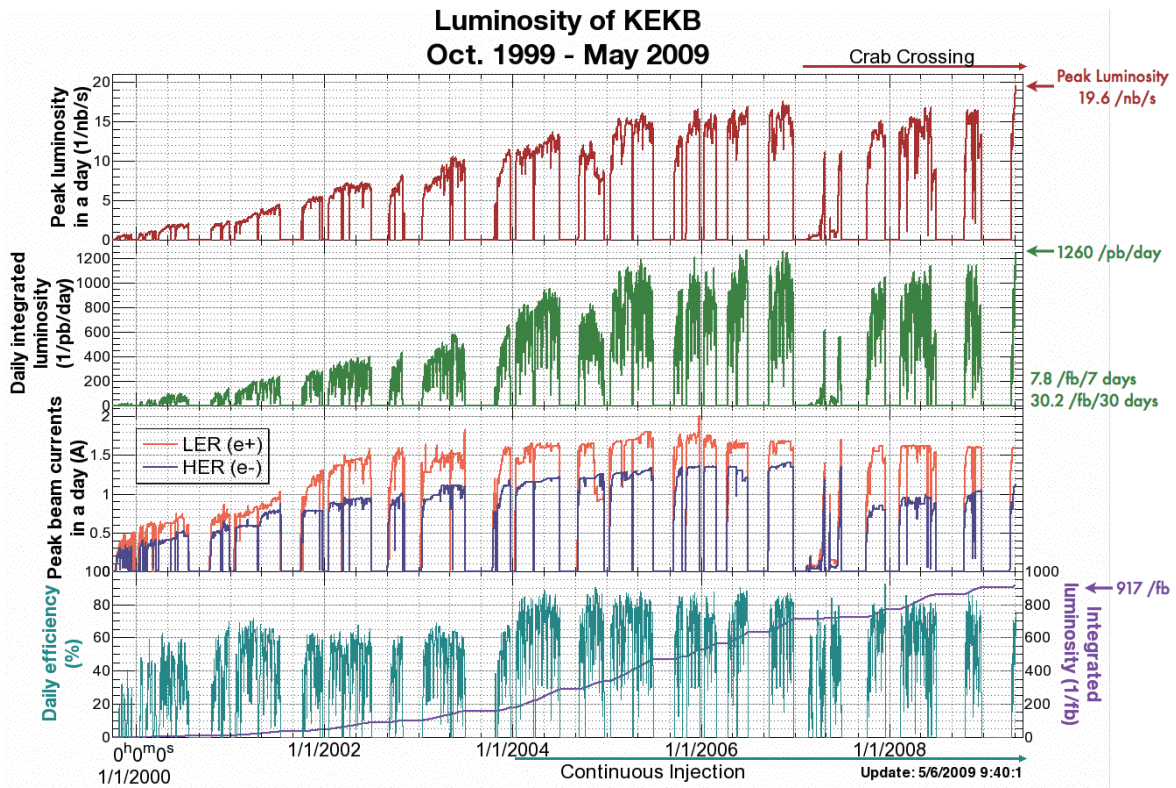 Luminosity of KEKB
Oct. 1999 - May 2009
Crab Crossing
Peak Luminosity
19.6 /nb/s
Peak luminosity
in a day (1/nb/s)
20
15
10
5
0
Daily integrated
luminosity
(1/pb/day)
1200
1000
800
600
400
200
0
1260 /pb/day
7.8 /fb/7 days
30.2 /fb/30 days
Peak beam currents
in a day (A)
2
1.5
1
0.5
LER (e+)
HER (e-)
Daily efficiency
(%)
100
80
60
40
20
0
1000
800
600
400
200
0
Integrated
luminosity (1/fb)
917 /fb
0h0m0s
1/1/2000
1/1/2002
1/1/2004
1/1/2006
1/1/2008
Continuous Injection
Update: 5/6/2009 9:40:1